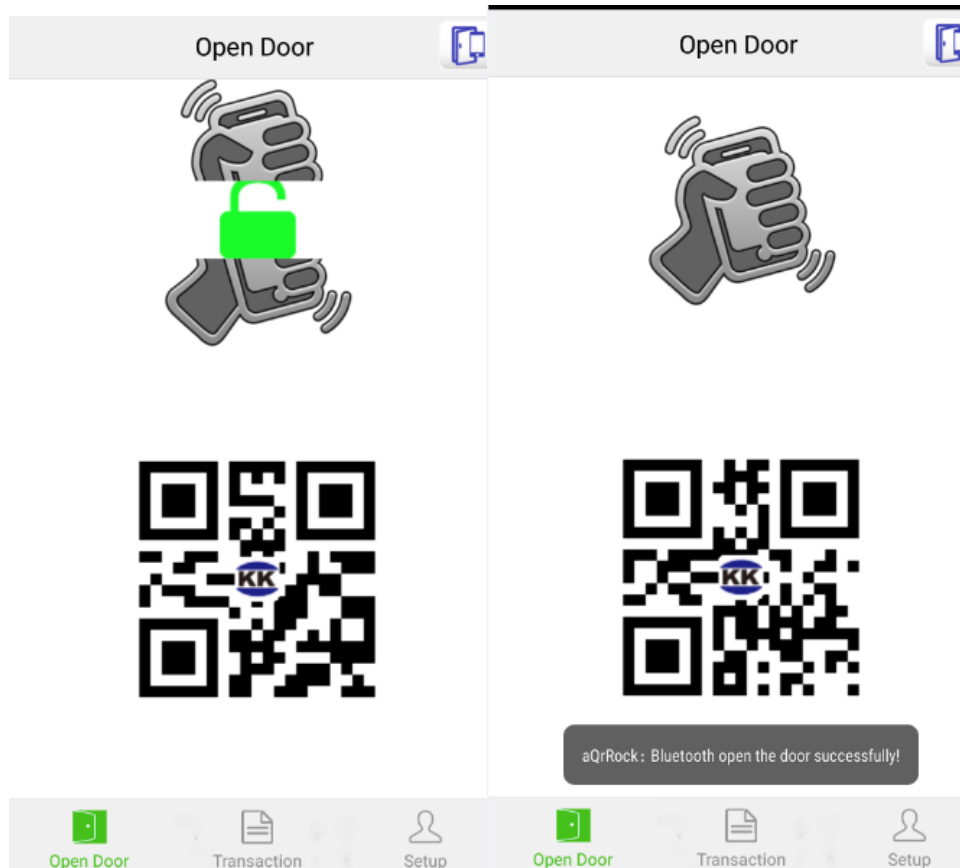 Open Door
KK
Open Door
Transaction
Setup
Open Door
KK
aQrRock: Bluetooth open the door successfully!
Open Door
Transaction
Setup